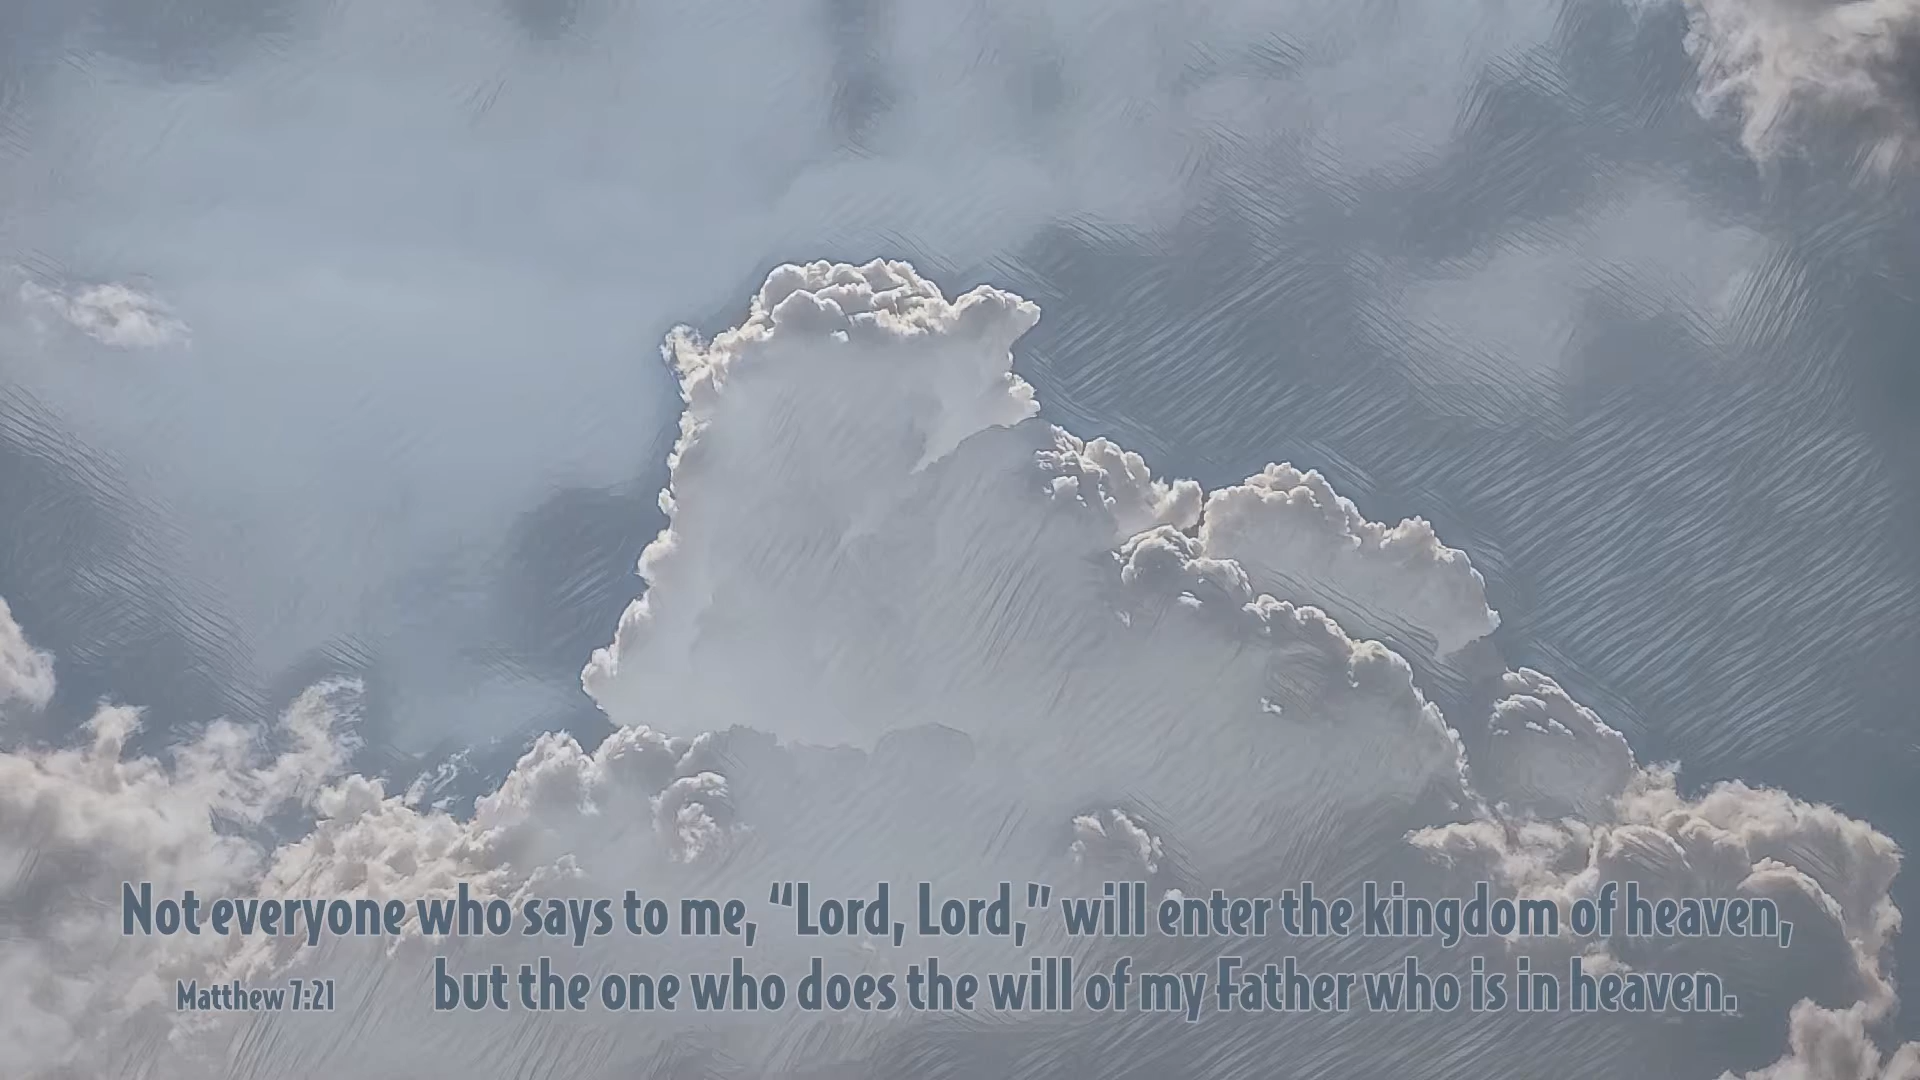 Not everyone who says to me, “Lord, Lord,” will enter the kingdom of heaven,
but the one who does the will of my Father who is in heaven.
Matthew 7:21